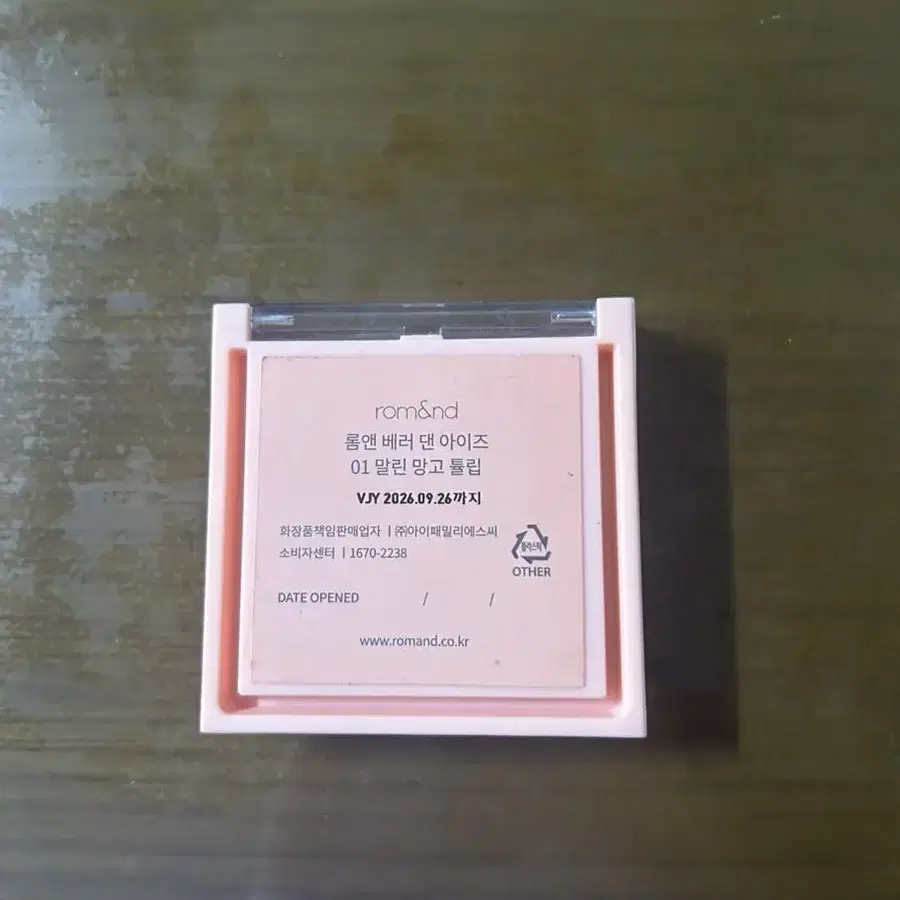 rom&nd
롬앤 베러 댄 아이즈
01 말린 망고 튤립
VJY 2026.09.26까지
화장품책임판매업자 ㅣ㈜아이패밀리에스씨
소비자센터 ㅣ1670-2238
플라스틱
OTHER
DATE OPENED / /
www.romand.co.kr